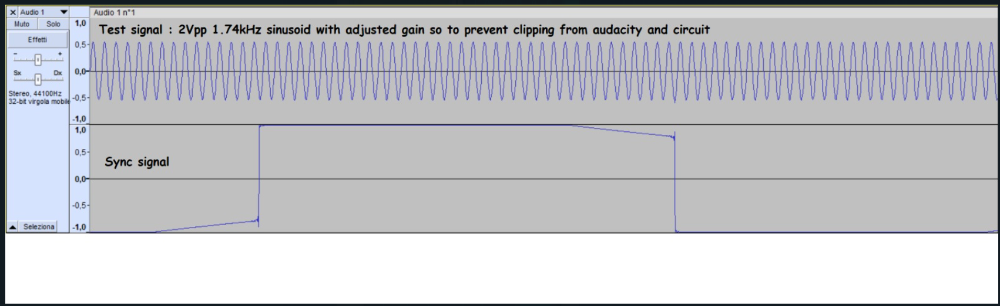 Audio 1
Audio 1 n°1
Muto Solo
Effetti
- +
Sx Dx
Stereo, 44100Hz
32-bit virgola mobile
1,0
0,5
0,0
-0,5
-1,0
Test signal : 2Vpp 1.74kHz sinusoid with adjusted gain so to prevent clipping from audacity and circuit
1,0
0,5
0,0
-0,5
-1,0
Sync signal
Seleziona